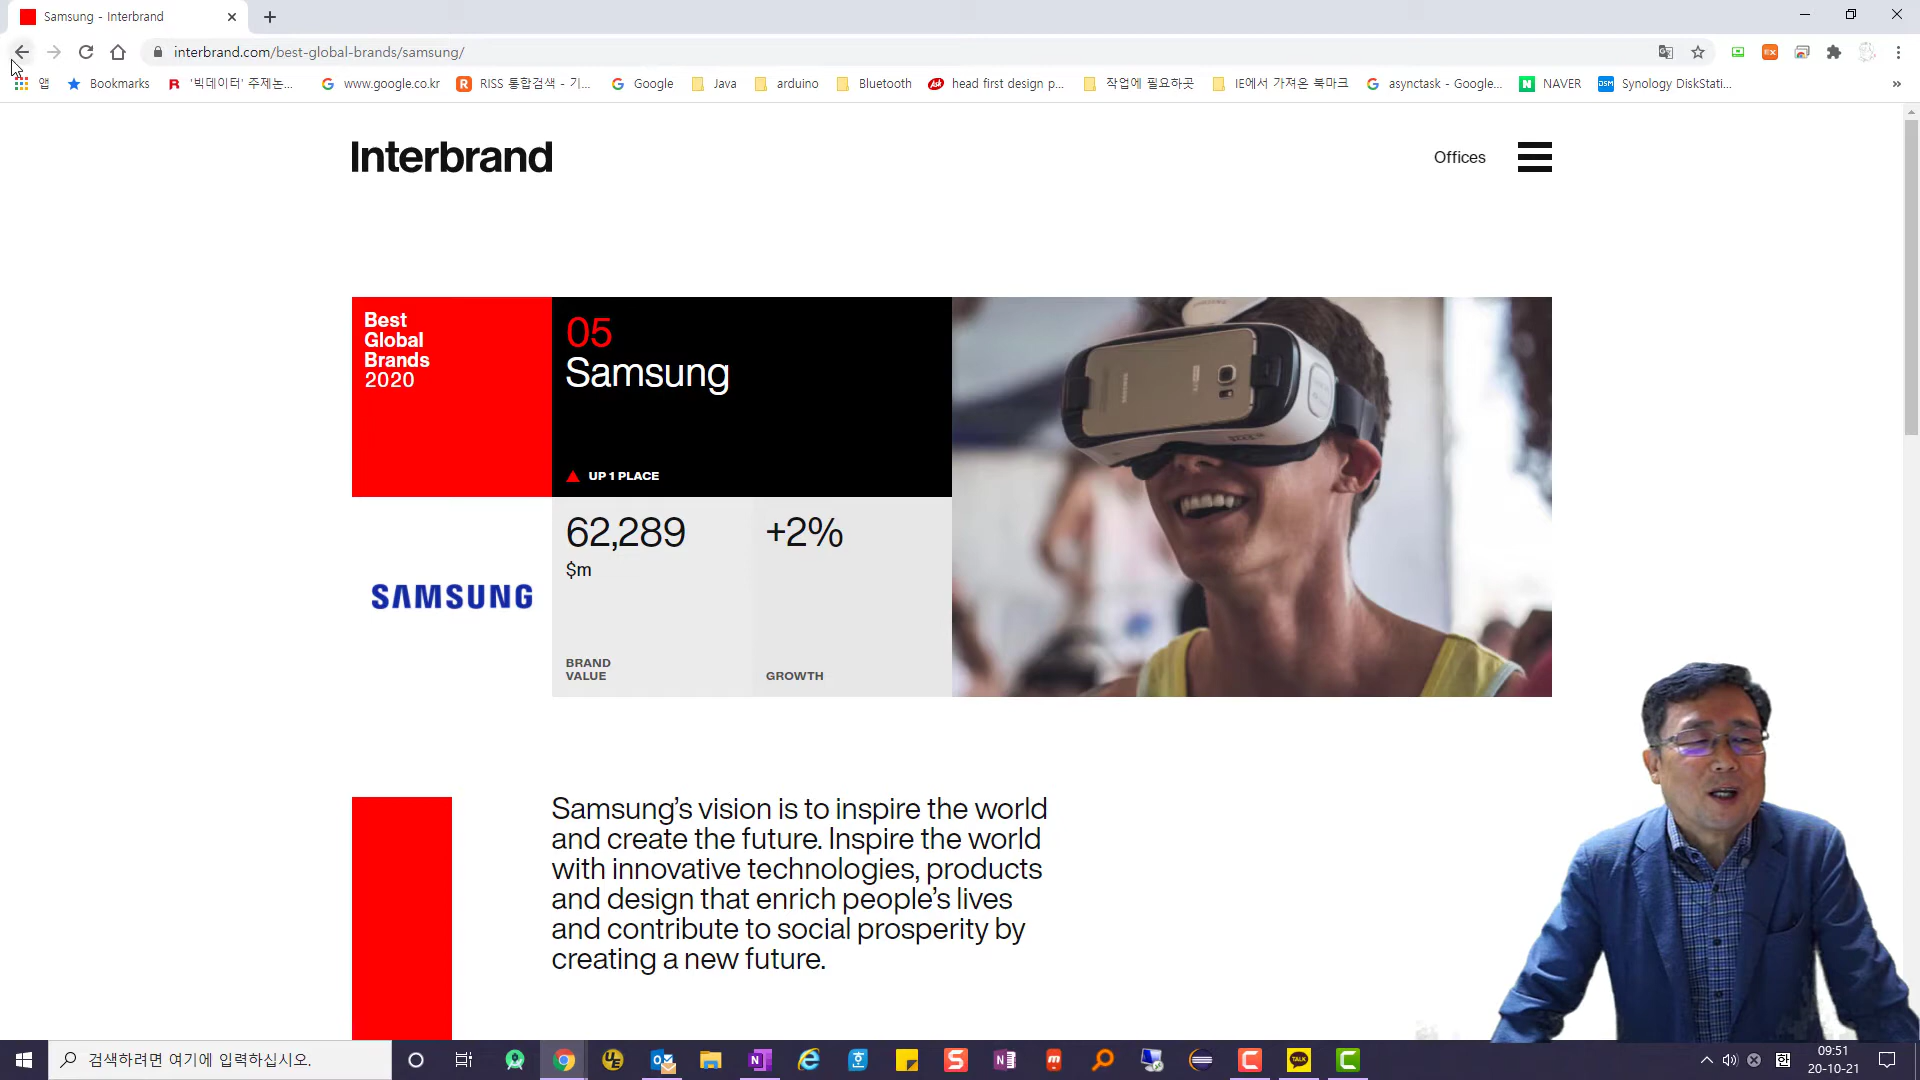 Samsung - Interbrand
interbrand.com/best-global-brands/samsung/
앱 Bookmarks '빅데이터' 주제논... www.google.co.kr RISS 통합검색 - 기... Google Java arduino Bluetooth head first design p... 작업에 필요하곳 IE에서 가져온 북마크 asynctask - Google... NAVER Synology DiskStati... »
Interbrand
Offices
Best
Global
Brands
2020
05
Samsung
UP 1 PLACE
62,289
$m
+2%
BRAND
VALUE
GROWTH
SAMSUNG
Samsung's vision is to inspire the world
and create the future. Inspire the world
with innovative technologies, products
and design that enrich people's lives
and contribute to social prosperity by
creating a new future.
검색하려면 여기에 입력하십시오.
한
09:51
20-10-21